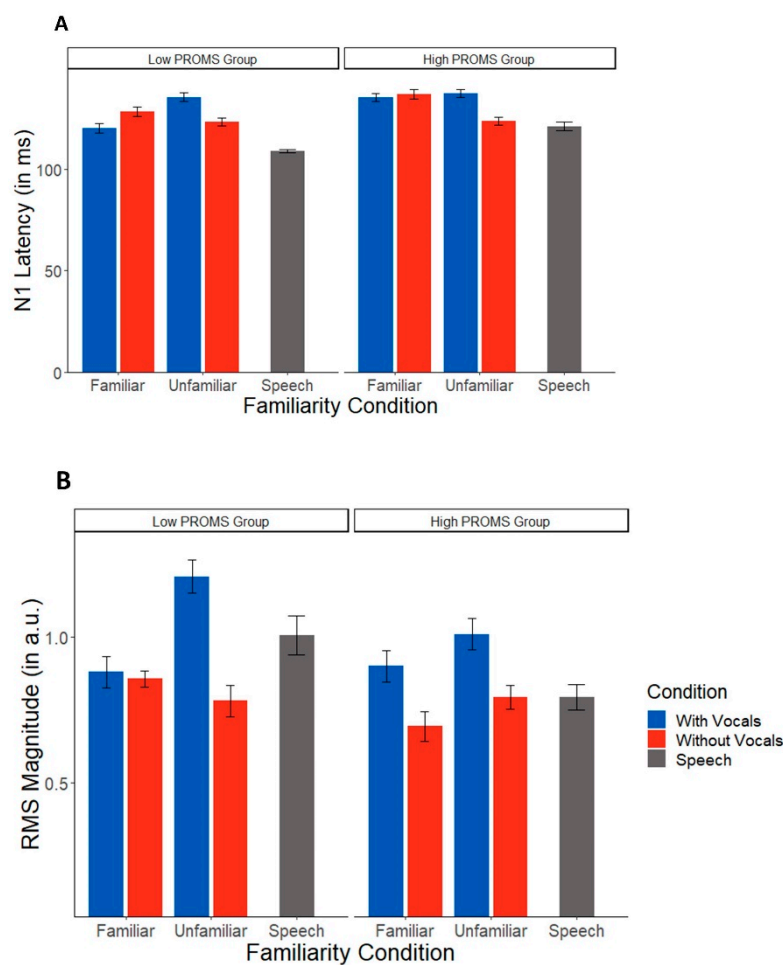 A
Low PROMS Group High PROMS Group
N1 Latency (in ms)
100
50
0
Familiar Unfamiliar Speech Familiar Unfamiliar Speech
Familiarity Condition
B
Low PROMS Group High PROMS Group
RMS Magnitude (in a.u.)
1.0
0.5
Familiar Unfamiliar Speech Familiar Unfamiliar Speech
Familiarity Condition
Condition
With Vocals
Without Vocals
Speech